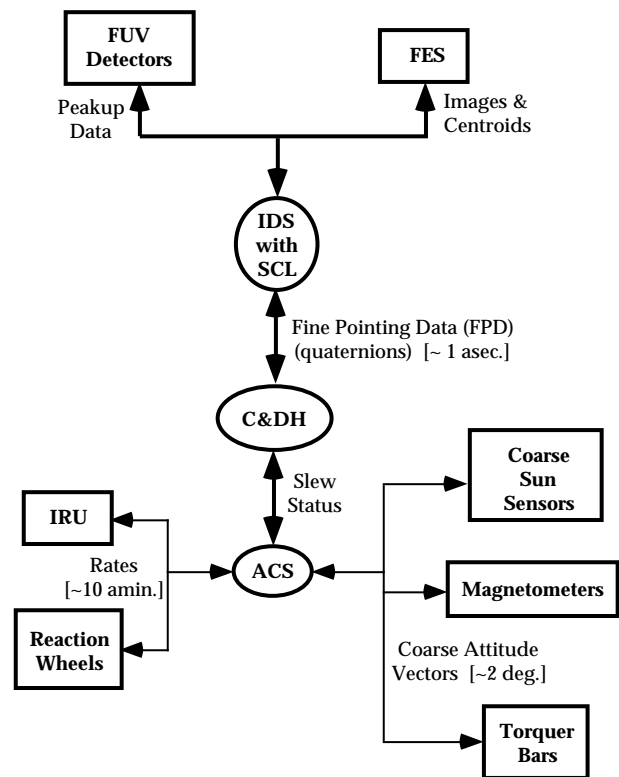 FUV
Detectors
FES
Peakup
Data
Images &
Centroids
IDS
with
SCL
Fine Pointing Data (FPD)
(quaternions) [~ 1 asec.]
C&DH
Slew
Status
Coarse
Sun
Sensors
IRU
Rates
[~10 amin.]
ACS
Magnetometers
Reaction
Wheels
Coarse Attitude
Vectors [~2 deg.]
Torquer
Bars